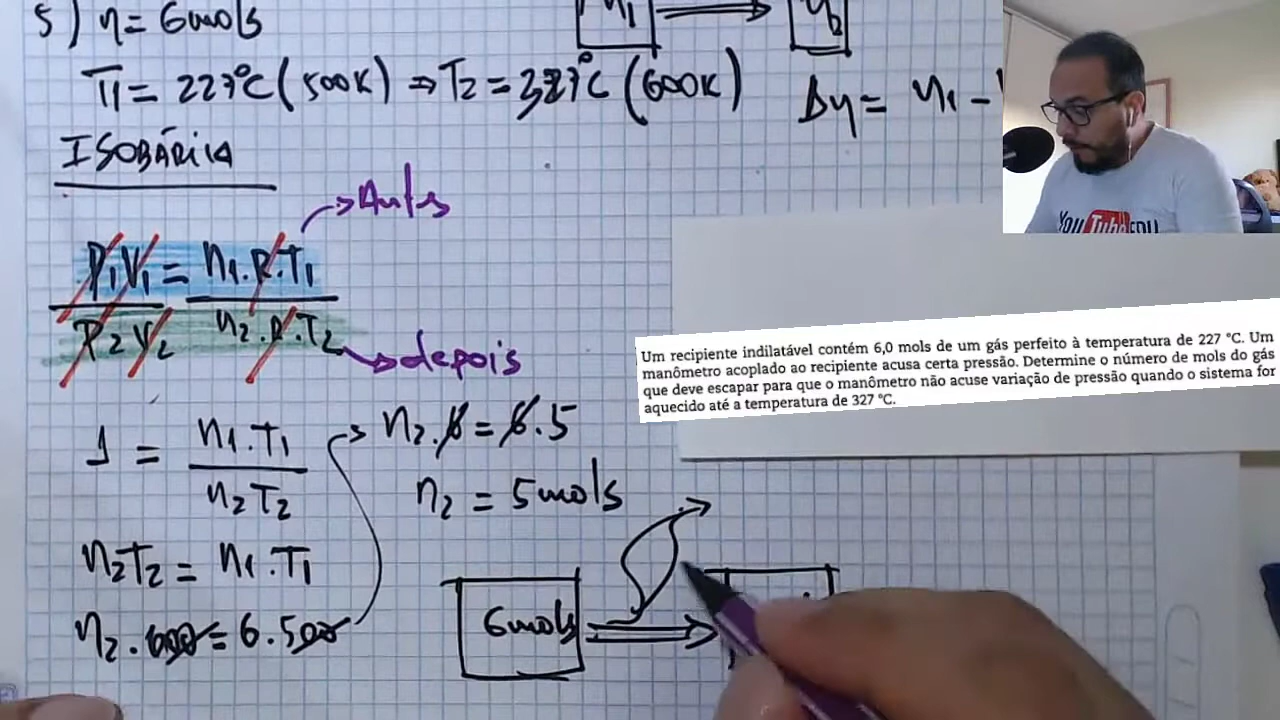 5) n = 6mols
n1
n2
T1 = 227°C (500K) ⇒ T2 = 327°C (600K)
Δn = n1 -
ISOBÁRICA
Antes
P1V1 = n1.R.T1
P2V2 n2.R.T2
depois
YOUTubeEDU
Um recipiente indilatável contém 6,0 mols de um gás perfeito à temperatura de 227 °C. Um
manômetro acoplado ao recipiente acusa certa pressão. Determine o número de mols do gás
que deve escapar para que o manômetro não acuse variação de pressão quando o sistema for
aquecido até a temperatura de 327 °C.
1 = n1.T1
n2T2
n2T2 = n1.T1
n2.600 = 6.500
n2.6 = 6.5
n2 = 5mols
6mols